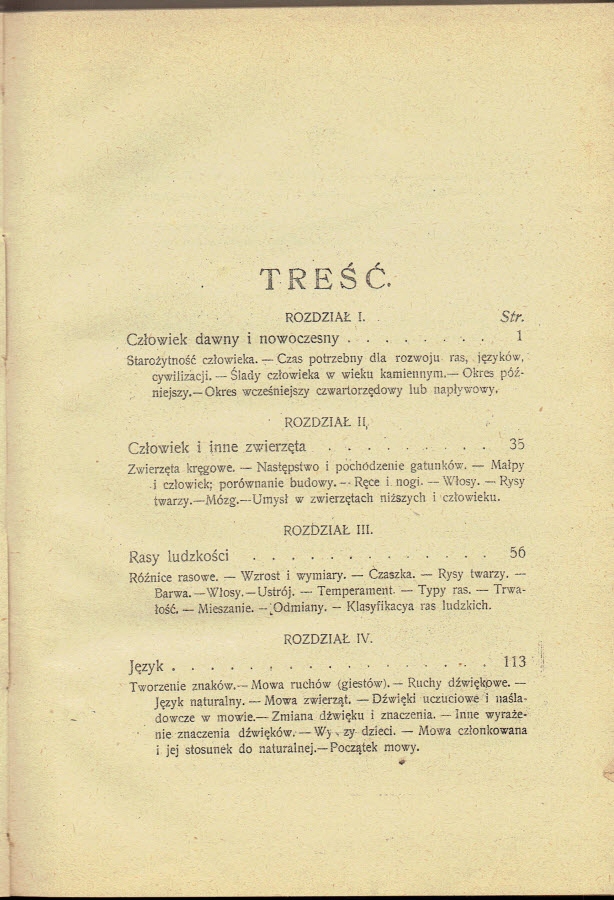 TREŚĆ.
ROZDZIAŁ I. Str.
Człowiek dawny i nowoczesny . . . . . . . . 1
Starożytność człowieka. — Czas potrzebny dla rozwoju ras, języków,
cywilizacji. — Ślady człowieka w wieku kamiennym.— Okres póź-
niejszy.— Okres wcześniejszy czwartorzędowy lub napływowy.
ROZDZIAŁ II.
Człowiek i inne zwierzęta . . . . . . . . . 35
Zwierzęta kręgowe. — Następstwo i pochodzenie gatunków. — Małpy
i człowiek; porównanie budowy. — Ręce i nogi. — Włosy. — Rysy
twarzy.—Mózg.—Umysł w zwierzętach niższych i człowieku.
ROZDZIAŁ III.
Rasy ludzkości . . . . . . . . . . . . 56
Różnice rasowe. — Wzrost i wymiary. — Czaszka. — Rysy twarzy. —
Barwa.—Włosy.—Ustrój. — Temperament. — Typy ras. — Trwa-
łość. — Mieszanie. — Odmiany. — Klasyfikacya ras ludzkich.
ROZDZIAŁ IV.
Język . . . . . . . . . . . . . . . . 113
Tworzenie znaków.— Mowa ruchów (giestów).— Ruchy dźwiękowe. —
Język naturalny. — Mowa zwierząt. — Dźwięki uczuciowe i naśla-
dowcze w mowie.— Zmiana dźwięku i znaczenia. — Inne wyraże-
nie znaczenia dźwięków.— zy dzieci. — Mowa członkowana
i jej stosunek do naturalnej.—Początek mowy.